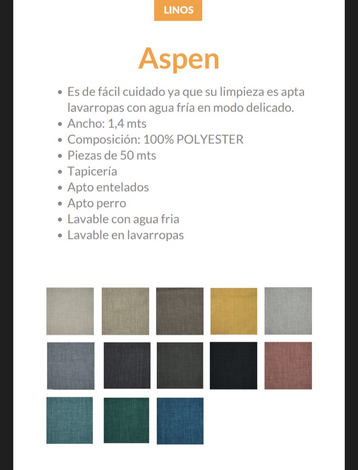 LINOS
Aspen
• Es de fácil cuidado ya que su limpieza es apta
lavarropas con agua fría en modo delicado.
• Ancho: 1,4 mts
• Composición: 100% POLYESTER
• Piezas de 50 mts
• Tapicería
• Apto entelados
• Apto perro
• Lavable con agua fria
• Lavable en lavarropas